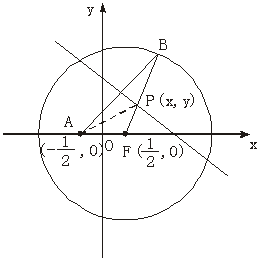 y
B
P(x, y)
A
x
(-1/2, 0)
O
F(1/2, 0)